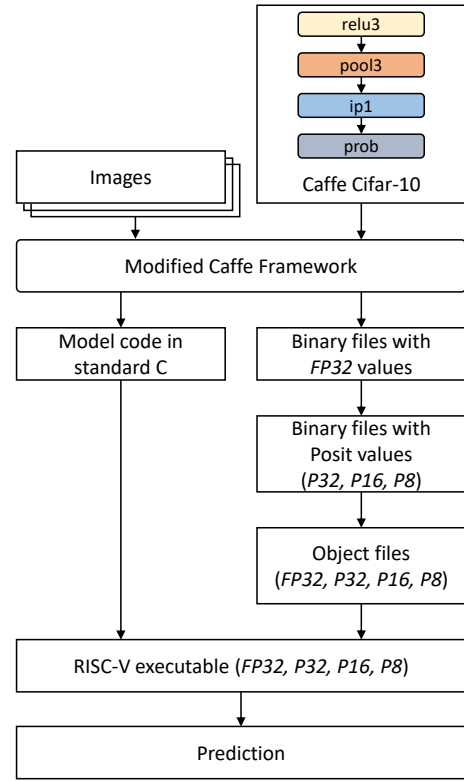 relu3
pool3
ip1
prob
Caffe Cifar-10
Images
Modified Caffe Framework
Model code in
standard C
Binary files with
FP32 values
Binary files with
Posit values
(P32, P16, P8)
Object files
(FP32, P32, P16, P8)
RISC-V executable (FP32, P32, P16, P8)
Prediction